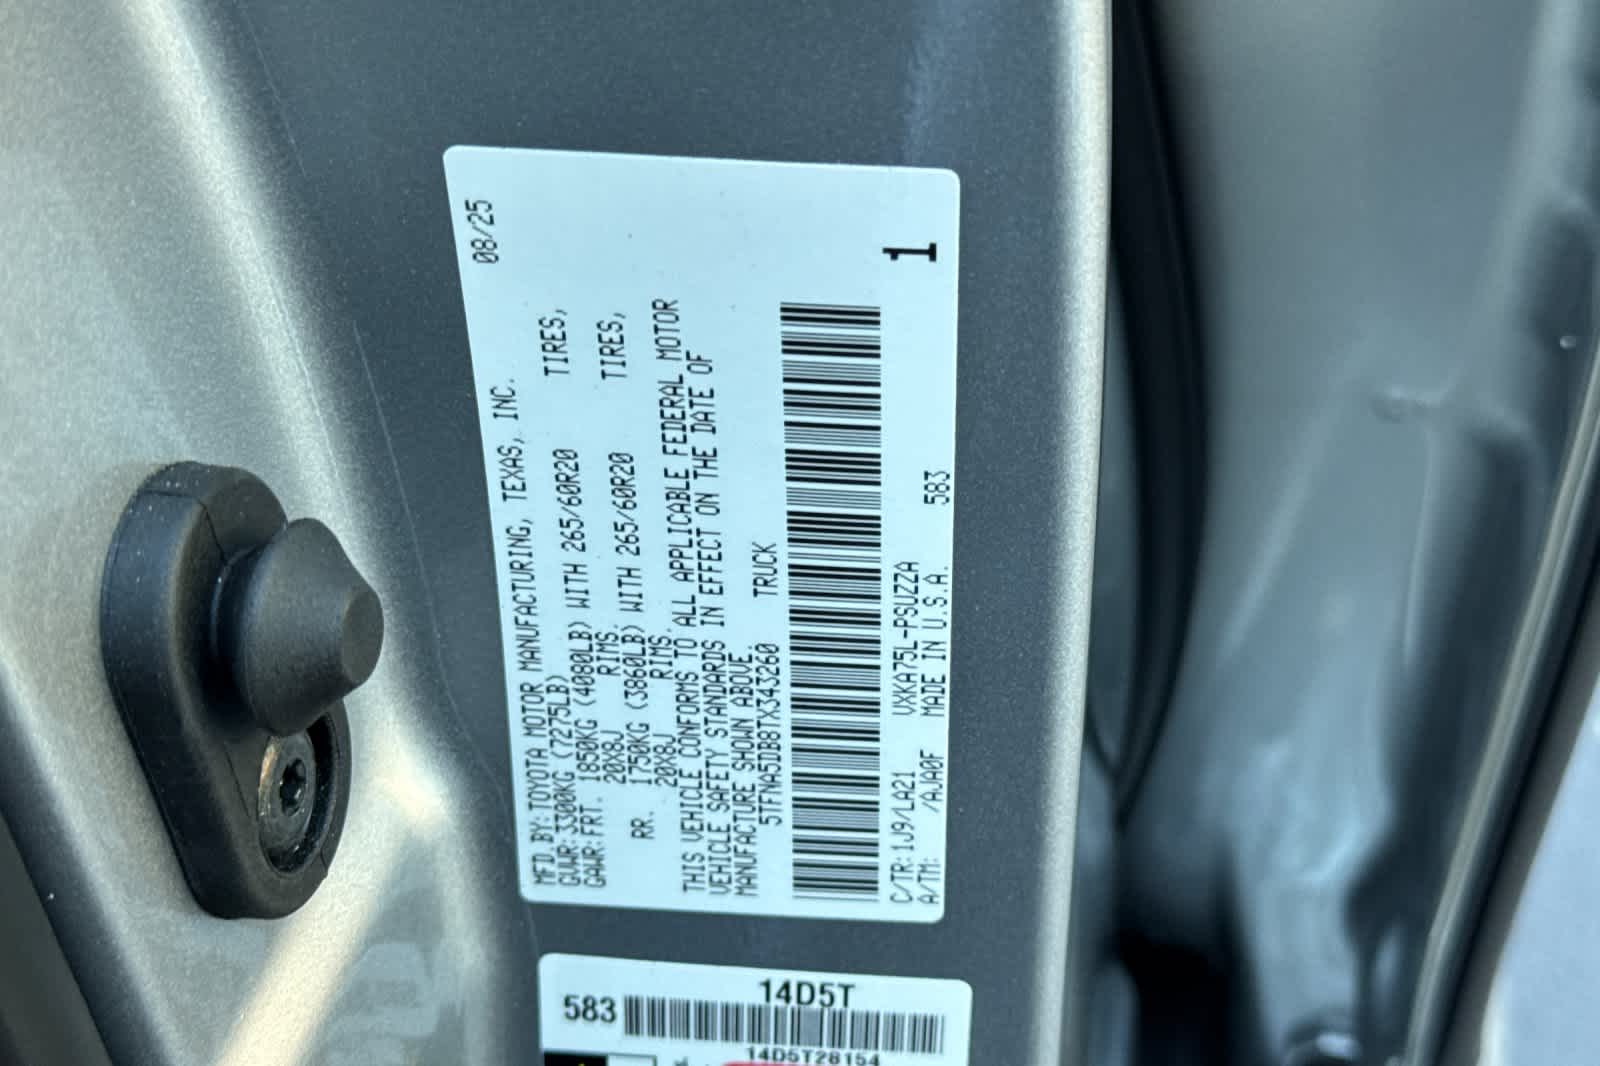 08/25
MFD.BY:TOYOTA MOTOR MANUFACTURING, TEXAS, INC.
GVWR:3300KG (7275LB)
GAWR:FRT. 1850KG (4080LB) WITH 265/60R20 TIRES,
20X8J RIMS.
RR. 1750KG (3860LB) WITH 265/60R20 TIRES,
20X8J RIMS.
THIS VEHICLE CONFORMS TO ALL APPLICABLE FEDERAL MOTOR
VEHICLE SAFETY STANDARDS IN EFFECT ON THE DATE OF
MANUFACTURE SHOWN ABOVE.
5TFNA5DB8TX343260 TRUCK
1
C/TR:1J9/LA21 VXKA75L-PSUZZA
A/TM: /AJA0F MADE IN U.S.A. 583
14D5T
583
14D5T28154